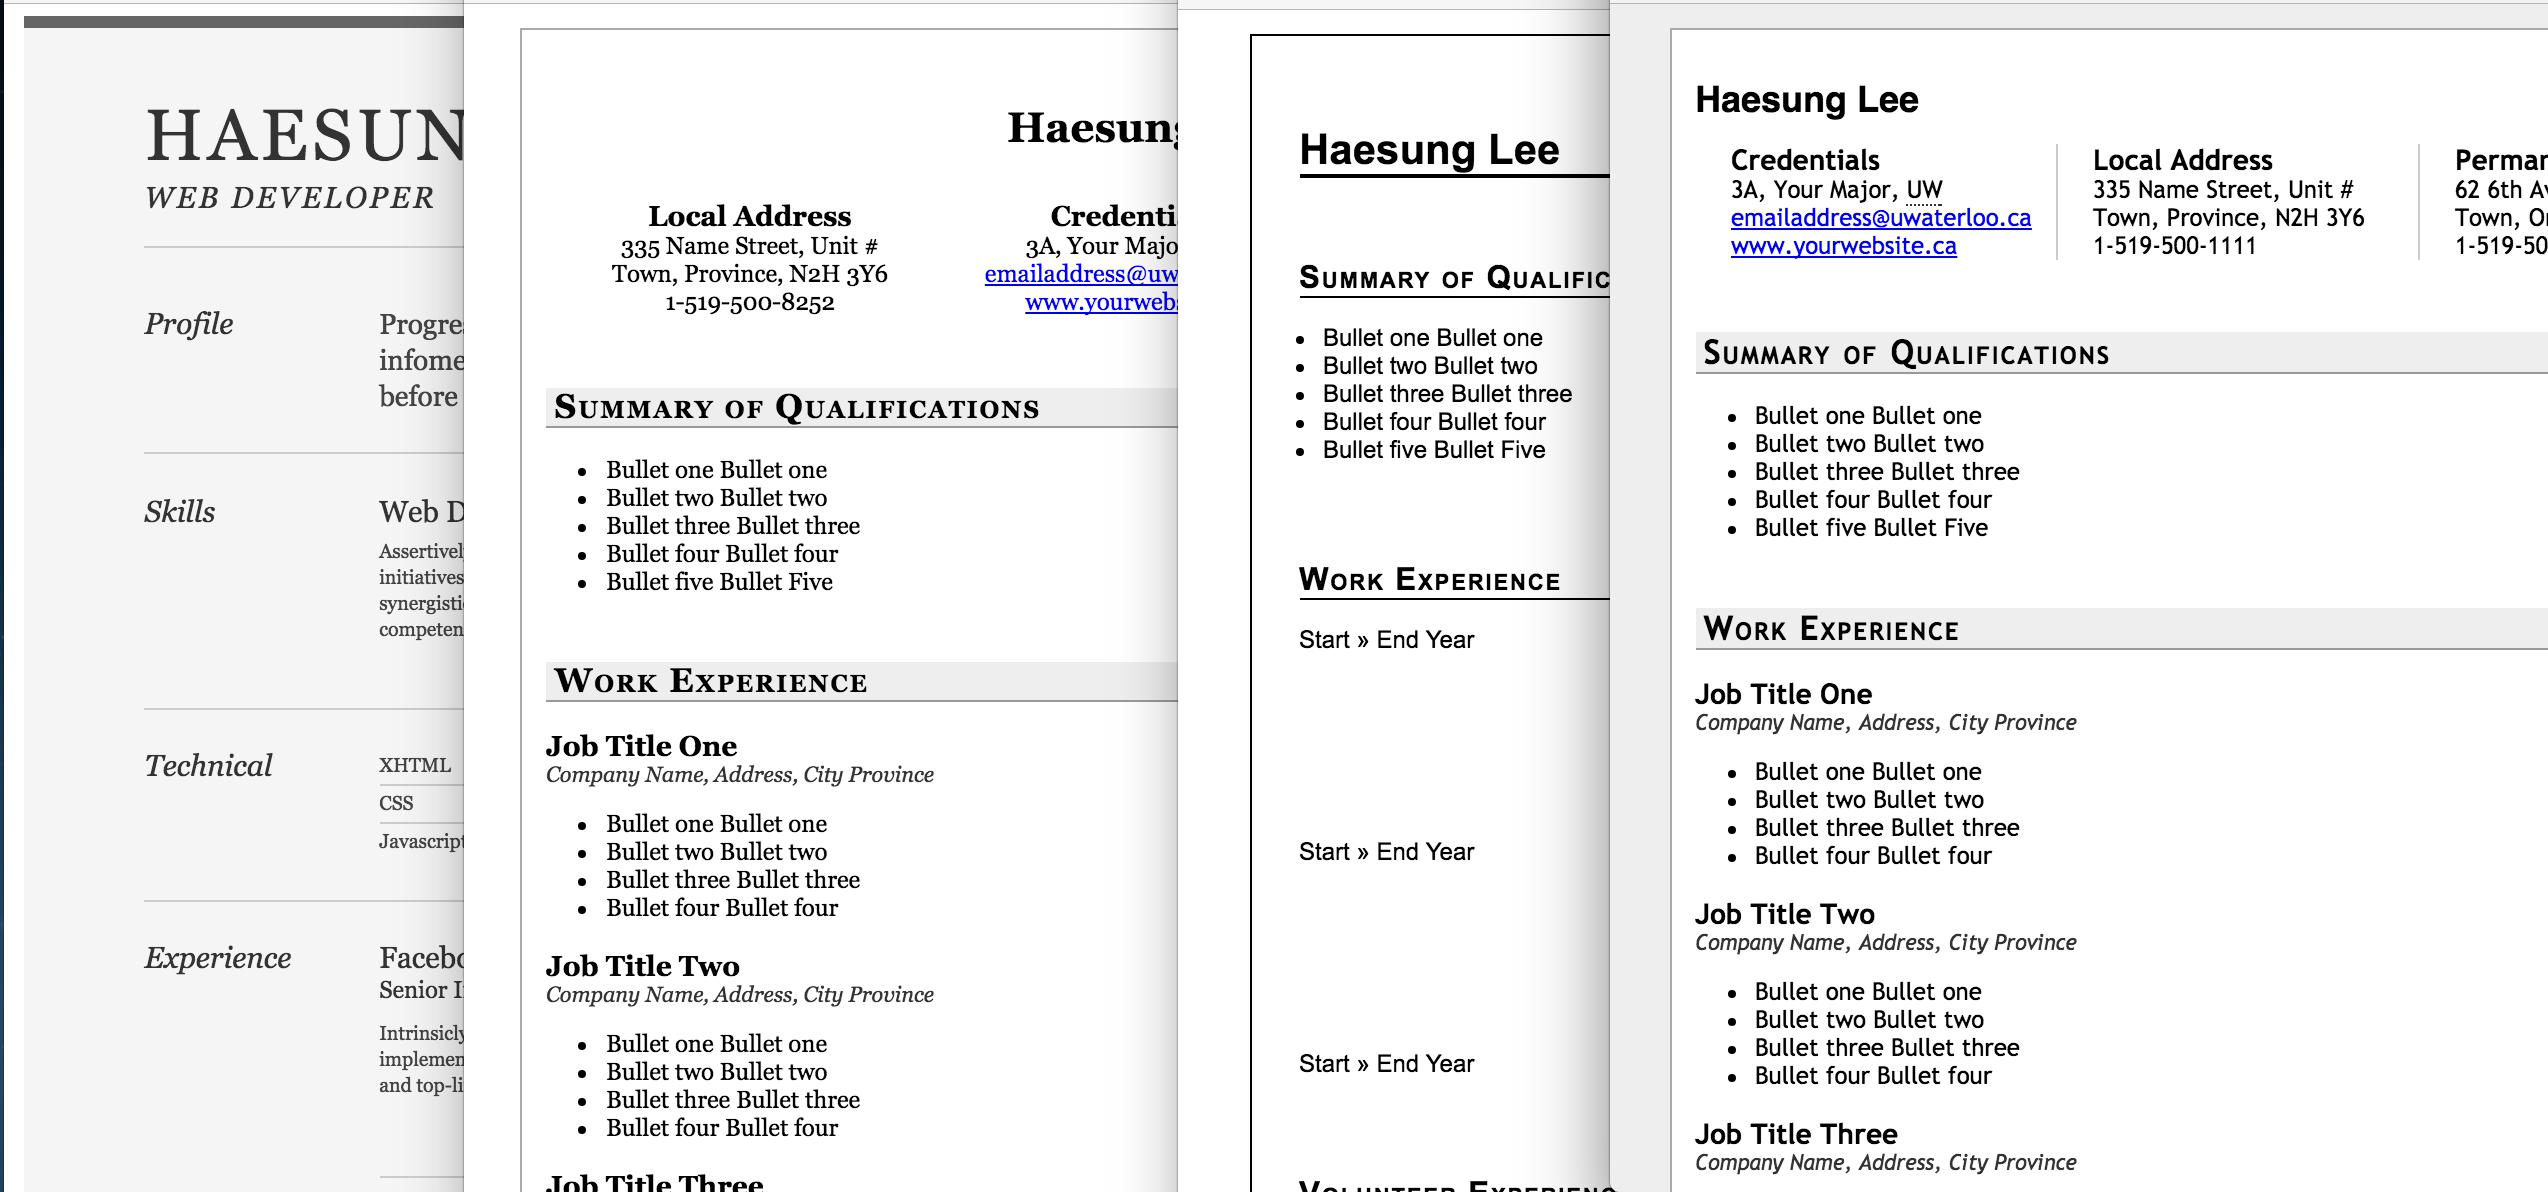 HAESUN
WEB DEVELOPER
Profile
Progre
infome
before
Skills
Web D
Assertivel
initiatives
synergisti
competen
Technical
XHTML
CSS
Javascript
Experience
Facebo
Senior I
Intrinsicly
implemen
and top-li
Haesung
Local Address
335 Name Street, Unit #
Town, Province, N2H 3Y6
1-519-500-8252
Credenti
3A, Your Majo
emailaddress@uw
www.yourwebs
Summary of Qualifications
• Bullet one Bullet one
• Bullet two Bullet two
• Bullet three Bullet three
• Bullet four Bullet four
• Bullet five Bullet Five
Work Experience
Job Title One
Company Name, Address, City Province
• Bullet one Bullet one
• Bullet two Bullet two
• Bullet three Bullet three
• Bullet four Bullet four
Job Title Two
Company Name, Address, City Province
• Bullet one Bullet one
• Bullet two Bullet two
• Bullet three Bullet three
• Bullet four Bullet four
Job Title Three
Haesung Lee
Summary of Qualific
• Bullet one Bullet one
• Bullet two Bullet two
• Bullet three Bullet three
• Bullet four Bullet four
• Bullet five Bullet Five
Work Experience
Start » End Year
Start » End Year
Start » End Year
Volunteer Experienc
Haesung Lee
Credentials
3A, Your Major, UW
emailaddress@uwaterloo.ca
www.yourwebsite.ca
Local Address
335 Name Street, Unit #
Town, Province, N2H 3Y6
1-519-500-1111
Perman
62 6th Av
Town, On
1-519-50
Summary of Qualifications
• Bullet one Bullet one
• Bullet two Bullet two
• Bullet three Bullet three
• Bullet four Bullet four
• Bullet five Bullet Five
Work Experience
Job Title One
Company Name, Address, City Province
• Bullet one Bullet one
• Bullet two Bullet two
• Bullet three Bullet three
• Bullet four Bullet four
Job Title Two
Company Name, Address, City Province
• Bullet one Bullet one
• Bullet two Bullet two
• Bullet three Bullet three
• Bullet four Bullet four
Job Title Three
Company Name, Address, City Province